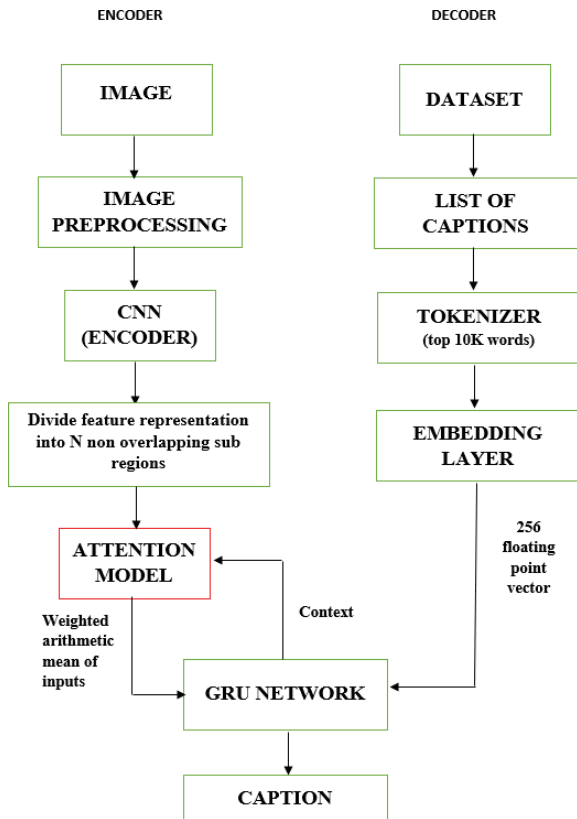 ENCODER
DECODER
IMAGE
DATASET
IMAGE
PREPROCESSING
LIST OF
CAPTIONS
CNN
(ENCODER)
TOKENIZER
(top 10K words)
Divide feature representation
into N non overlapping sub
regions
EMBEDDING
LAYER
ATTENTION
MODEL
256
floating
point
vector
Weighted
arithmetic
mean of
inputs
Context
GRU NETWORK
CAPTION